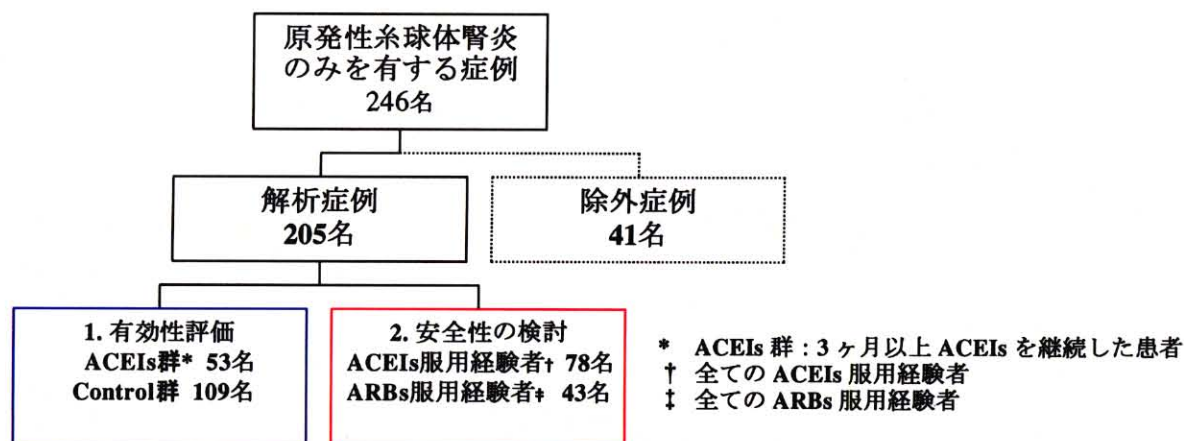 原発性糸球体腎炎
のみを有する症例
246名
解析症例
205名
除外症例
41名
1. 有効性評価
ACEIs群* 53名
Control群 109名
2. 安全性の検討
ACEIs服用経験者† 78名
ARBs服用経験者‡ 43名
* ACEIs 群：3 ヶ月以上 ACEIs を継続した患者
† 全ての ACEIs 服用経験者
‡ 全ての ARBs 服用経験者